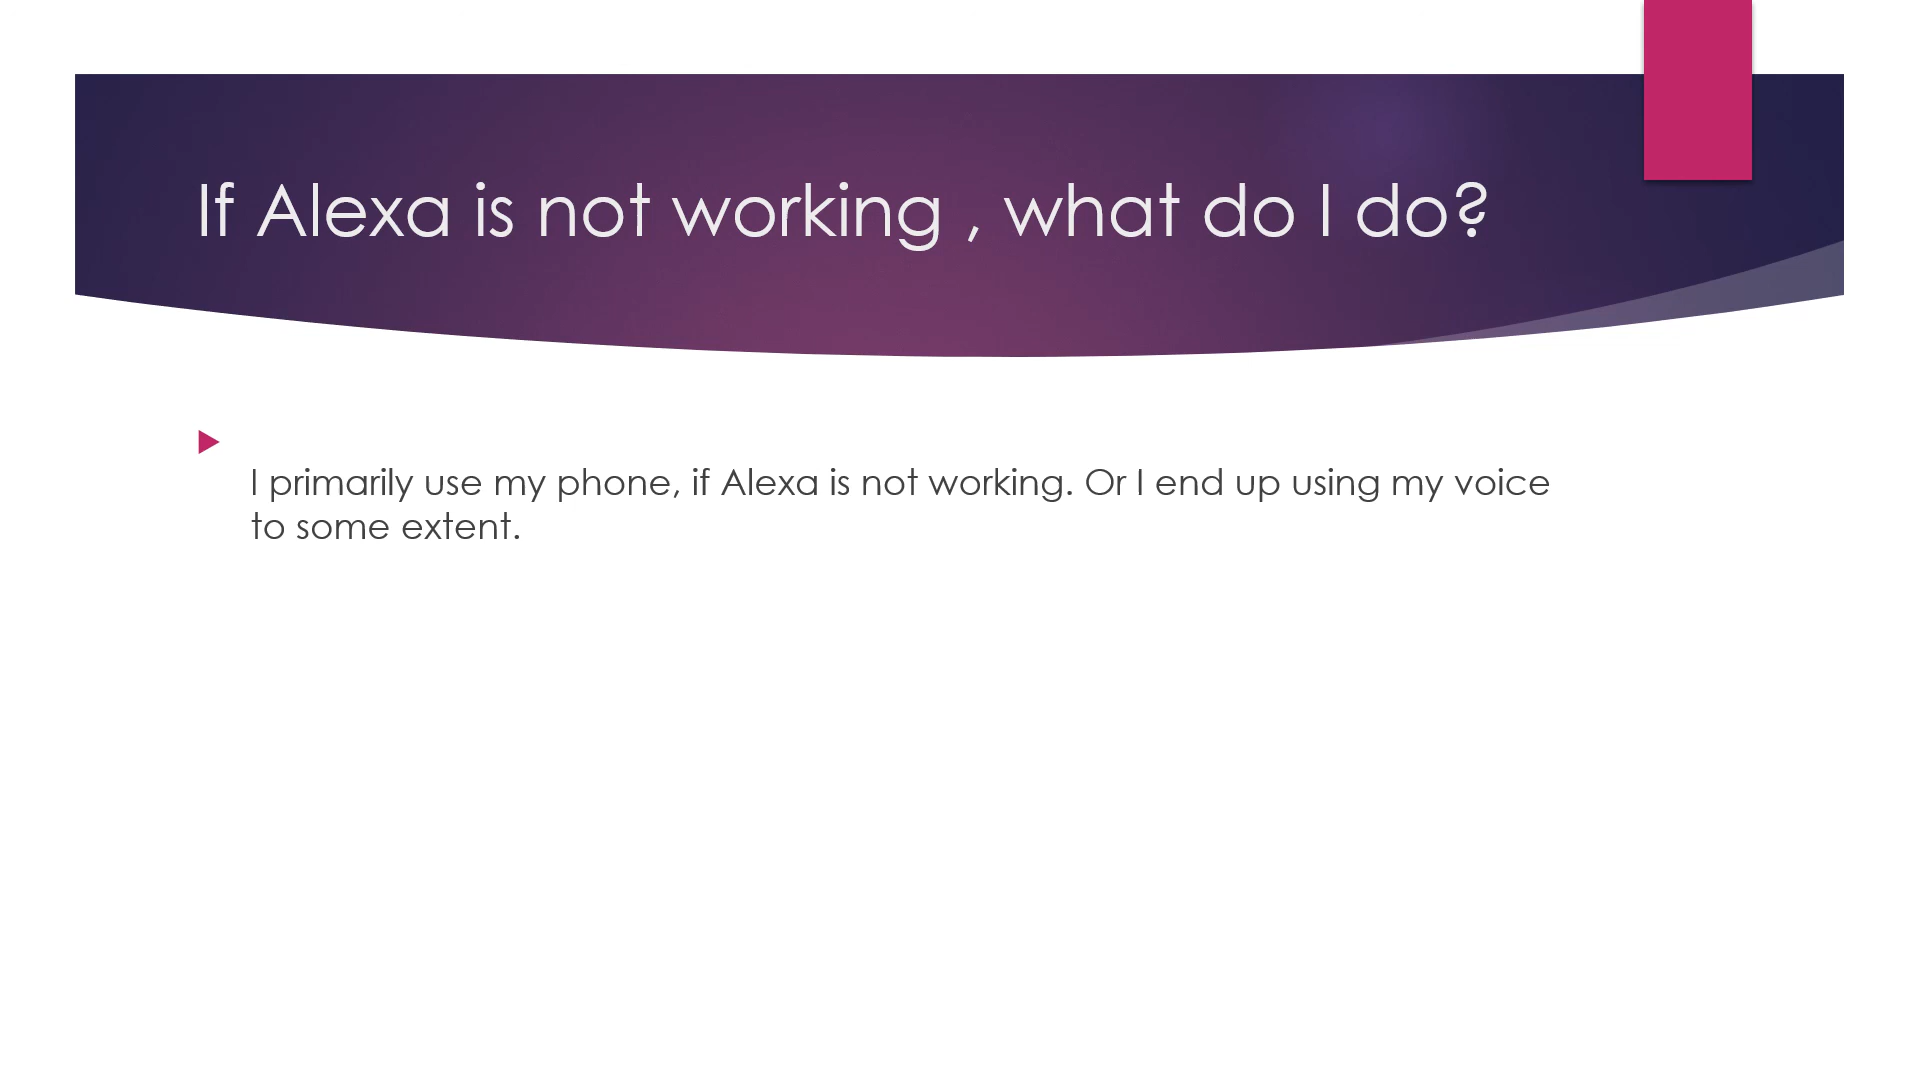 If Alexa is not working , what do I do?
I primarily use my phone, if Alexa is not working. Or I end up using my voice
to some extent.